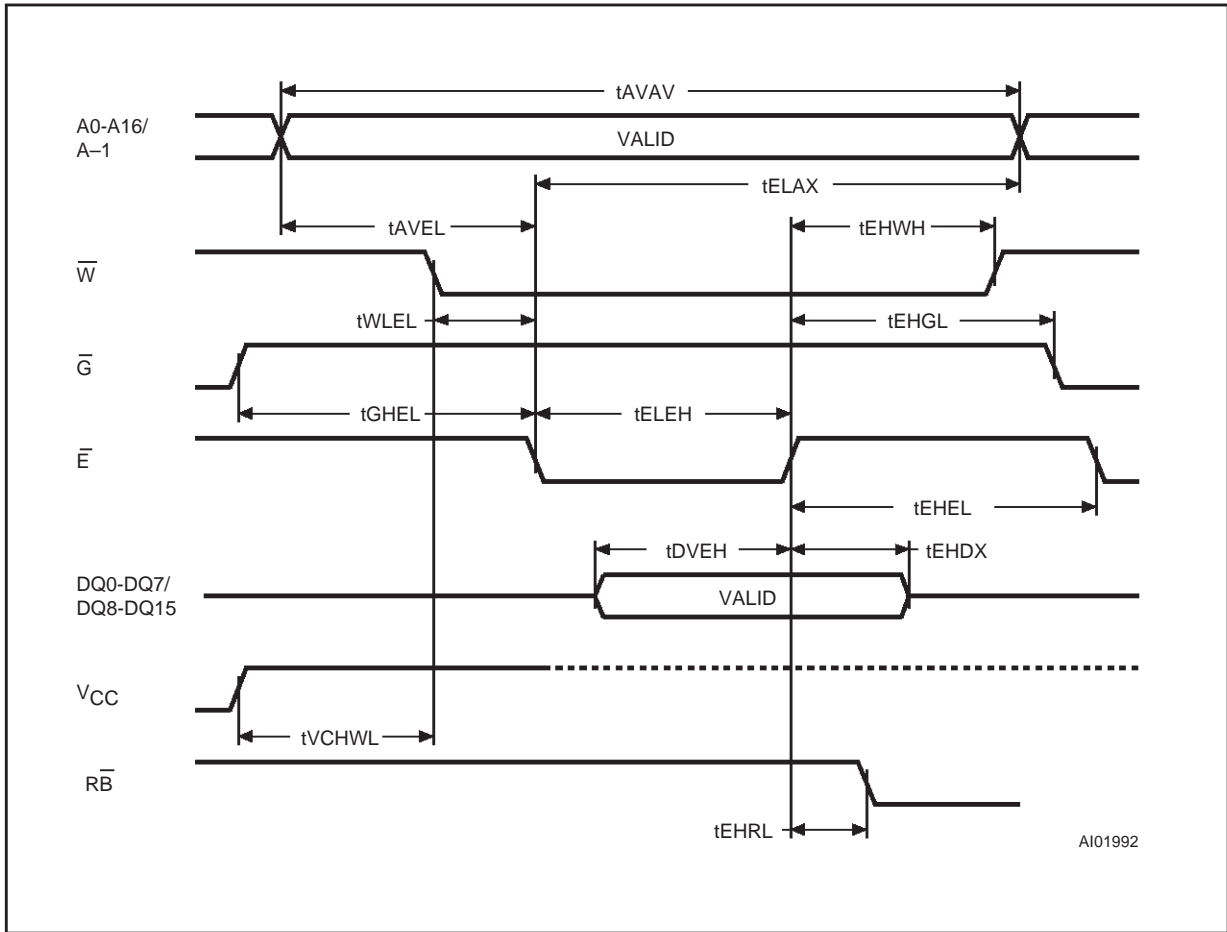 tAVAV
A0-A16/
A–1
VALID
tELAX
tAVEL
tEHWH
W̅
tWLEL
tEHGL
G̅
tGHEL
tELEH
E̅
tEHEL
tDVEH
tEHDX
DQ0-DQ7/
DQ8-DQ15
VALID
VCC
tVCHWL
RB̅
tEHRL
AI01992